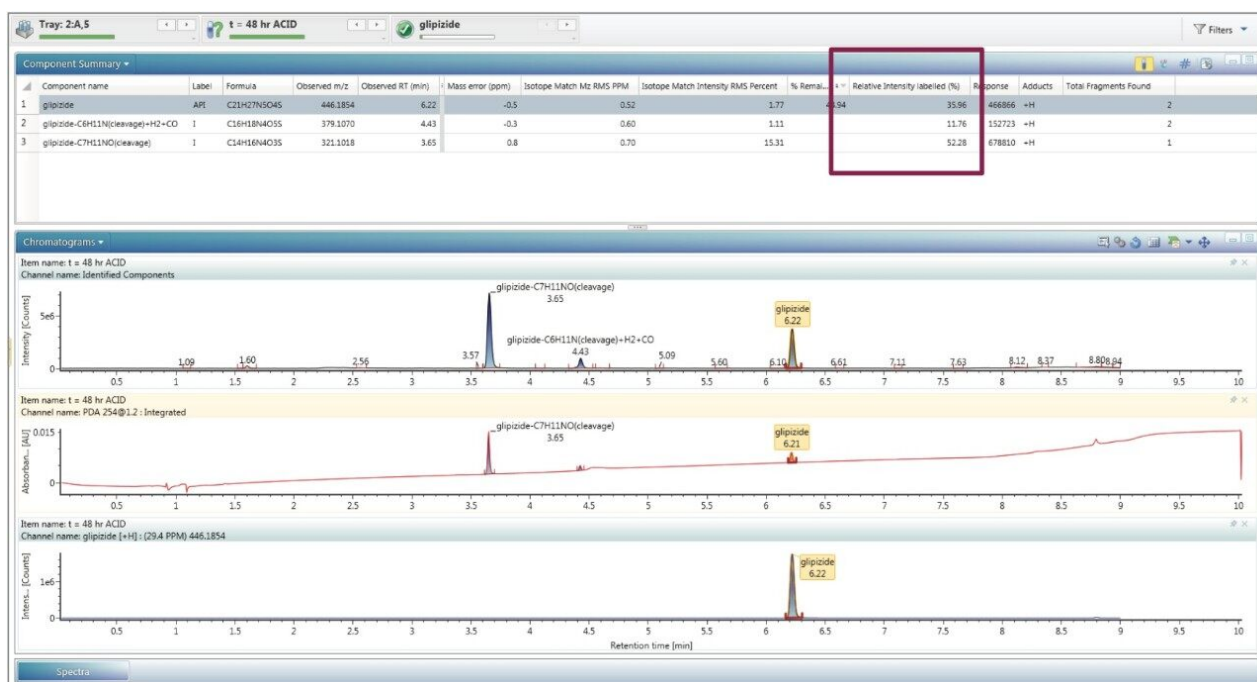 Tray: 2:A,5 t = 48 hr ACID glipizide Filters
Component Summary
Component name Label Formula Observed m/z Observed RT (min) Mass error (ppm) Isotope Match Mz RMS PPM Isotope Match Intensity RMS Percent % Remai... Relative Intensity labelled (%) Response Adducts Total Fragments Found
1 glipizide API C21H27N5O4S 446.1854 6.22 -0.5 0.52 1.77 35.96 466866 +H 2
2 glipizide-C6H11N(cleavage)+H2+CO I C16H18N4O5S 379.1070 4.43 -0.3 0.60 1.11 11.76 152723 +H 2
3 glipizide-C7H11NO(cleavage) I C14H16N4O3S 321.1018 3.65 0.8 0.70 15.31 52.28 678810 +H 1
Chromatograms
Item name: t = 48 hr ACID
Channel name: Identified Components
Intensity [Counts]
5e6
0
glipizide-C7H11NO(cleavage)
3.65
glipizide
6.22
glipizide-C6H11N(cleavage)+H2+CO
1.09 1.60 2.56 3.57 4.43 5.09 5.60 6.10 6.61 7.11 7.63 8.12 8.37 8.80 8.94
0.5 1 1.5 2 2.5 3 3.5 4 4.5 5 5.5 6 6.5 7 7.5 8 8.5 9 9.5 10
Item name: t = 48 hr ACID
Channel name: PDA 254@1.2 : Integrated
Absorban... [AU]
0.015
0
glipizide-C7H11NO(cleavage)
3.65
glipizide
6.21
0.5 1 1.5 2 2.5 3 3.5 4 4.5 5 5.5 6 6.5 7 7.5 8 8.5 9 9.5 10
Item name: t = 48 hr ACID
Channel name: glipizide [+H] : (29.4 PPM) 446.1854
Intens... [Counts]
1e6
0
glipizide
6.22
0.5 1 1.5 2 2.5 3 3.5 4 4.5 5 5.5 6 6.5 7 7.5 8 8.5 9 9.5 10
Retention time [min]
Spectra